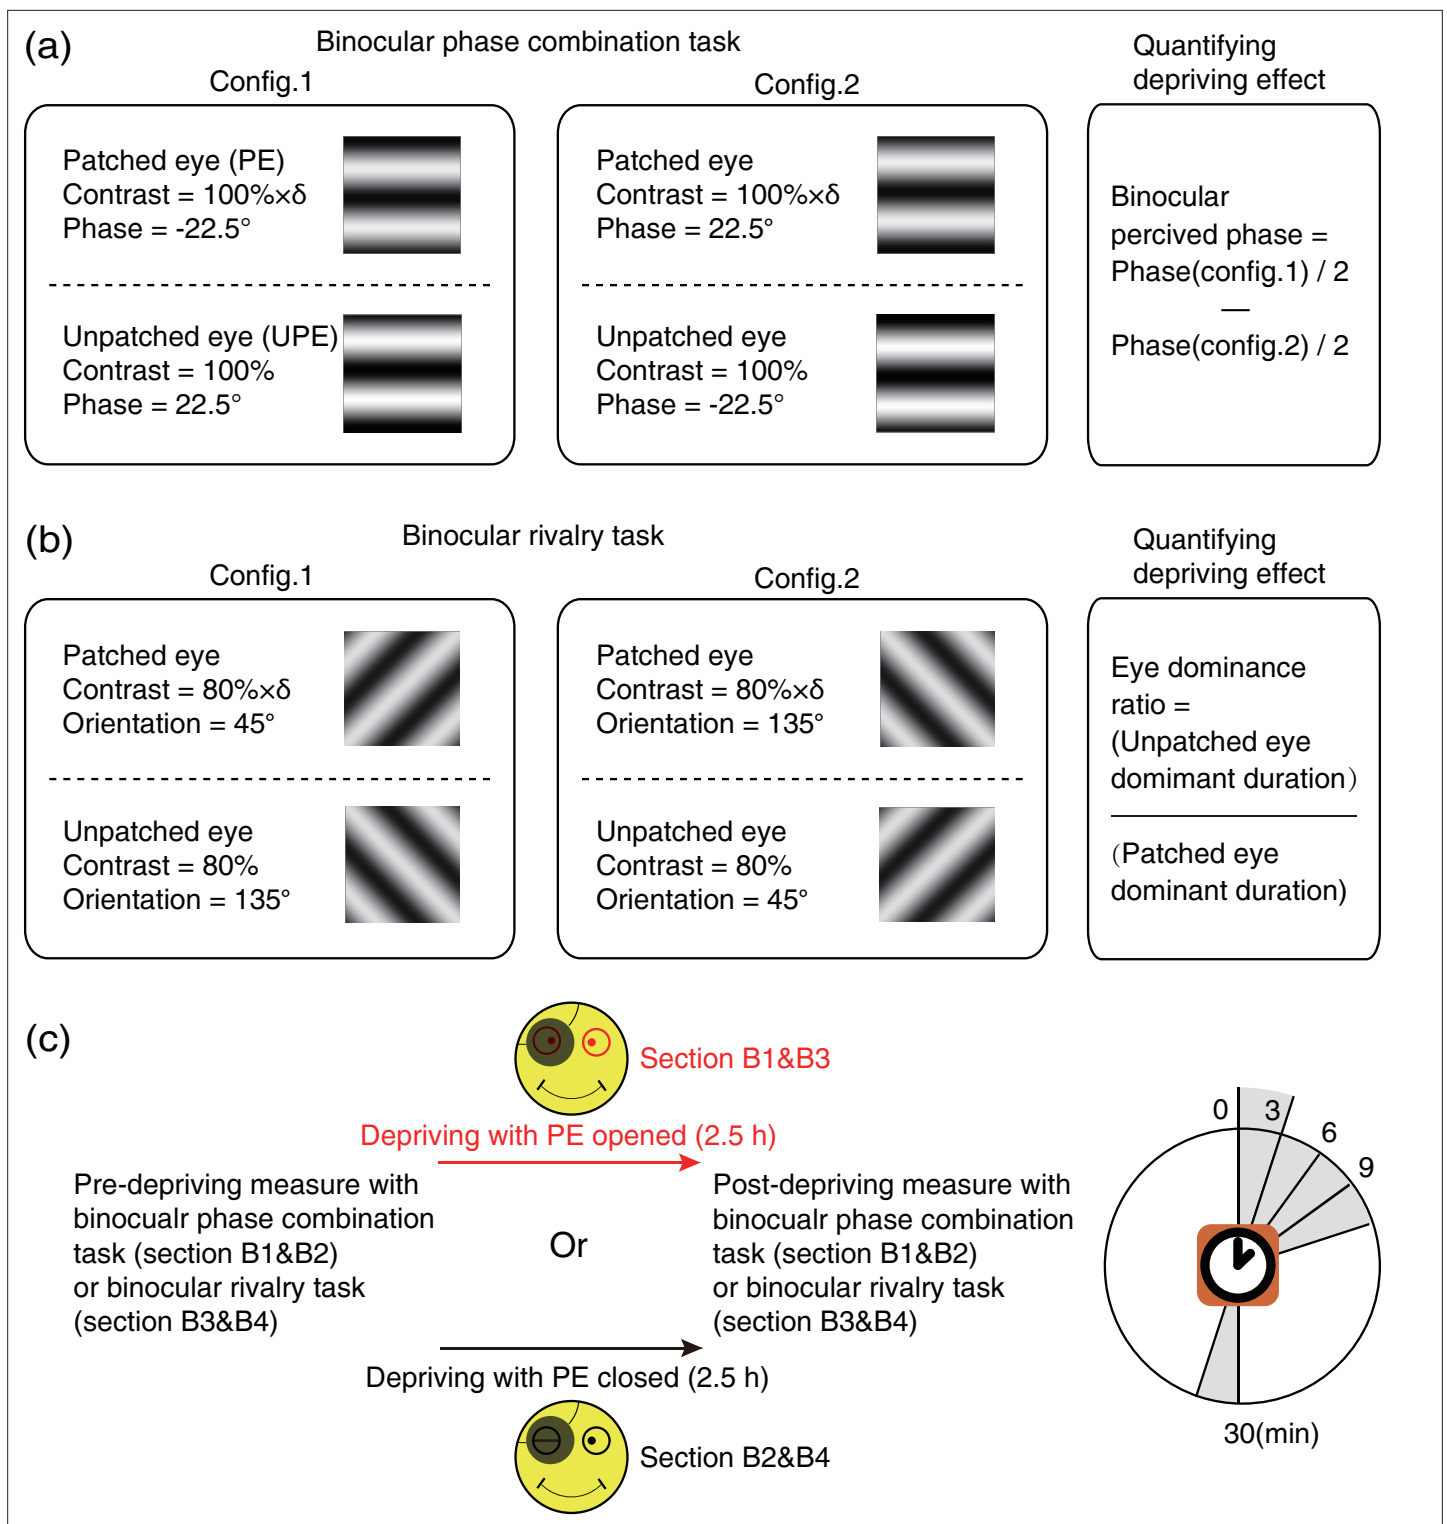 (a)
Binocular phase combination task
Config.1
Config.2
Quantifying
depriving effect
Patched eye (PE)
Contrast = 100%×δ
Phase = -22.5°
Unpatched eye (UPE)
Contrast = 100%
Phase = 22.5°
Patched eye
Contrast = 100%×δ
Phase = 22.5°
Unpatched eye
Contrast = 100%
Phase = -22.5°
Binocular
percived phase =
Phase(config.1) / 2
—
Phase(config.2) / 2
(b)
Binocular rivalry task
Config.1
Config.2
Quantifying
depriving effect
Patched eye
Contrast = 80%×δ
Orientation = 45°
Unpatched eye
Contrast = 80%
Orientation = 135°
Patched eye
Contrast = 80%×δ
Orientation = 135°
Unpatched eye
Contrast = 80%
Orientation = 45°
Eye dominance
ratio =
(Unpatched eye
domimant duration)
(Patched eye
dominant duration)
(c)
Section B1&B3
Depriving with PE opened (2.5 h)
Pre-depriving measure with
binocualr phase combination
task (section B1&B2)
or binocular rivalry task
(section B3&B4)
Or
Post-depriving measure with
binocualr phase combination
task (section B1&B2)
or binocular rivalry task
(section B3&B4)
Depriving with PE closed (2.5 h)
Section B2&B4
0
3
6
9
30(min)